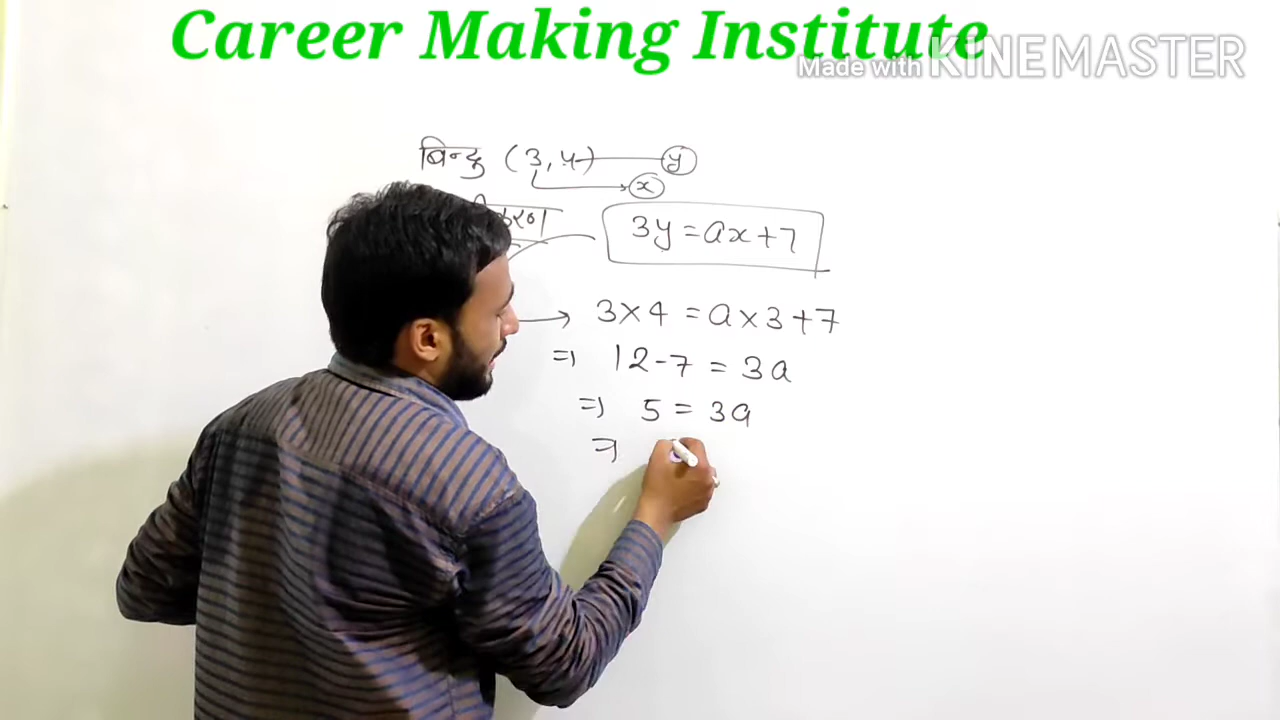 Career Making Institute
Made with KINEMASTER
बिन्दु (3, 4) y
x
3y = ax + 7
3 × 4 = a × 3 + 7
⇒ 12 - 7 = 3a
⇒ 5 = 3a
⇒